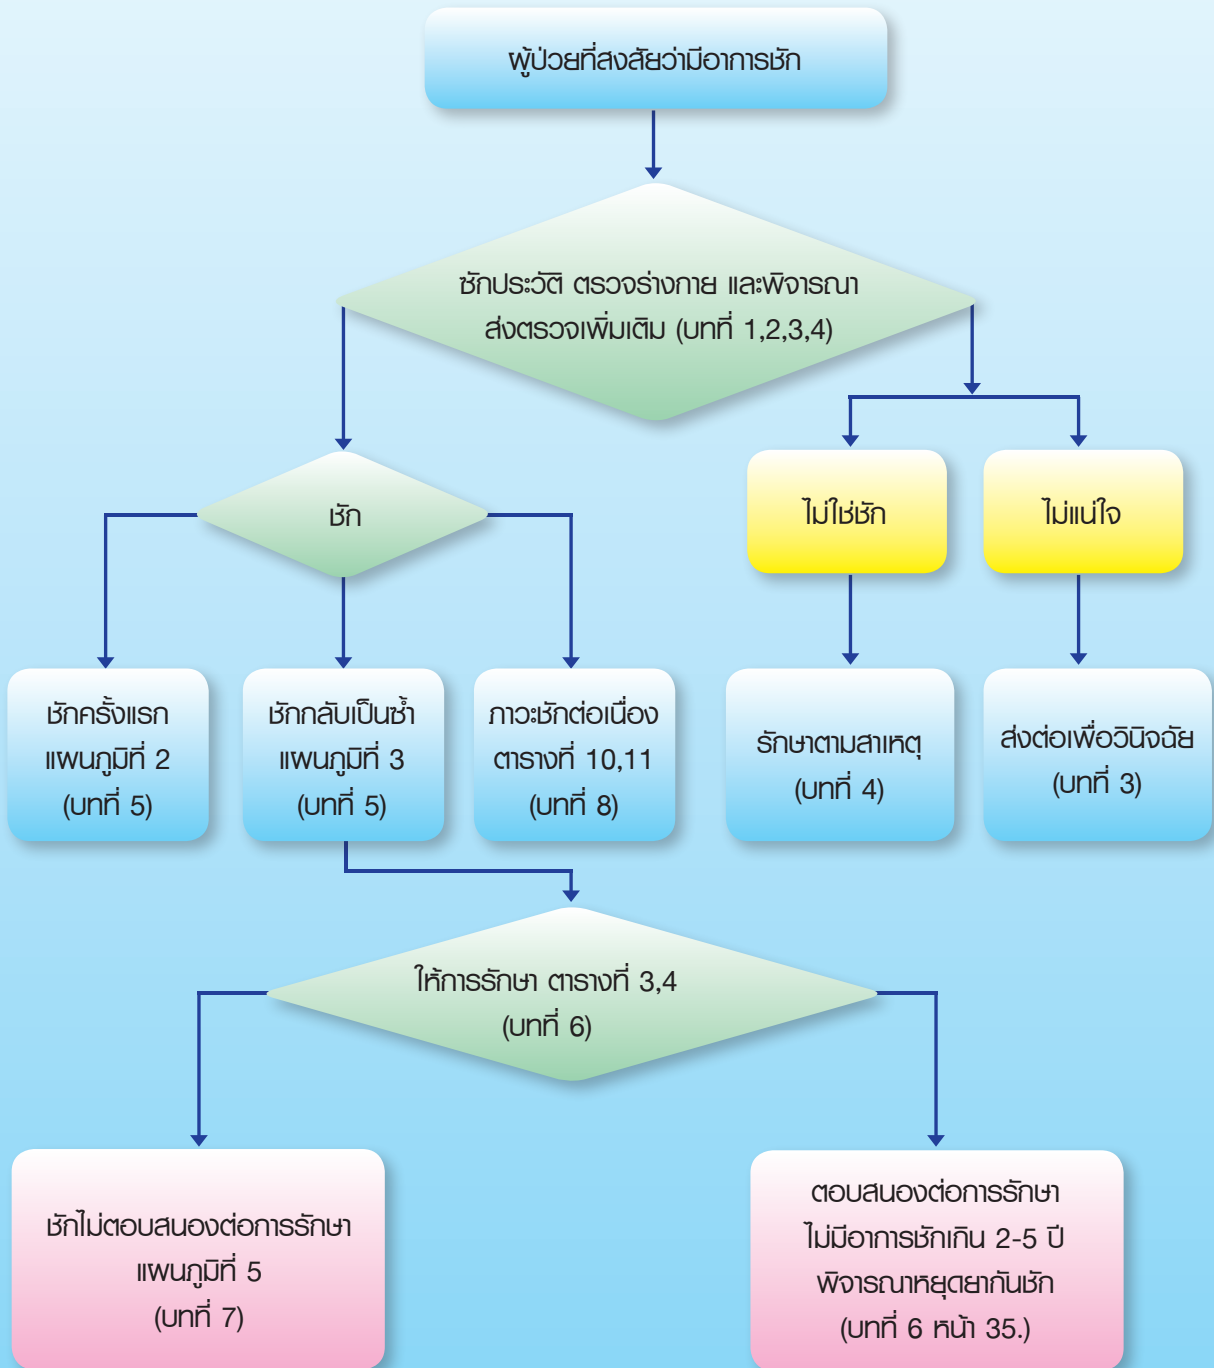 ผู้ป่วยที่สงสัยว่ามีอาการชัก
ซักประวัติ ตรวจร่างกาย และพิจารณา
ส่งตรวจเพิ่มเติม (บทที่ 1,2,3,4)
ชัก
ไม่ใช่ชัก
ไม่แน่ใจ
ชักครั้งแรก
แผนภูมิที่ 2
(บทที่ 5)
ชักกลับเป็นซ้ำ
แผนภูมิที่ 3
(บทที่ 5)
ภาวะชักต่อเนื่อง
ตารางที่ 10,11
(บทที่ 8)
รักษาตามสาเหตุ
(บทที่ 4)
ส่งต่อเพื่อวินิจฉัย
(บทที่ 3)
ให้การรักษา ตารางที่ 3,4
(บทที่ 6)
ชักไม่ตอบสนองต่อการรักษา
แผนภูมิที่ 5
(บทที่ 7)
ตอบสนองต่อการรักษา
ไม่มีอาการชักเกิน 2-5 ปี
พิจารณาหยุดยากันชัก
(บทที่ 6 หน้า 35.)